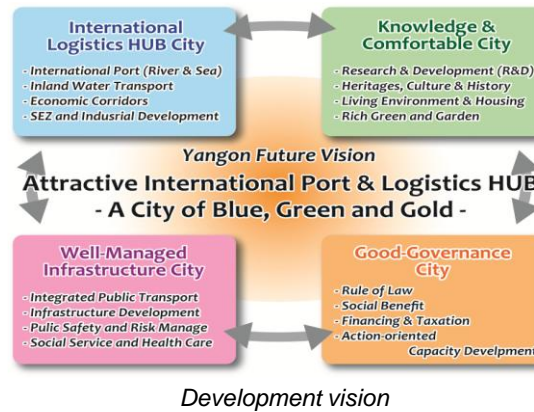 International
Logistics HUB City
- International Port (River & Sea)
- Inland Water Transport
- Economic Corridors
- SEZ and Indusrial Development
Knowledge &
Comfortable City
- Research & Development (R&D)
- Heritages, Culture & History
- Living Environment & Housing
- Rich Green and Garden
Yangon Future Vision
Attractive International Port & Logistics HUB
- A City of Blue, Green and Gold -
Well-Managed
Infrastructure City
- Integrated Public Transport
- Infrastructure Development
- Pulic Safety and Risk Manage
- Social Service and Health Care
Good-Governance
City
- Rule of Law
- Social Benefit
- Financing & Taxation
- Action-oriented
Capacity Develpment
Development vision